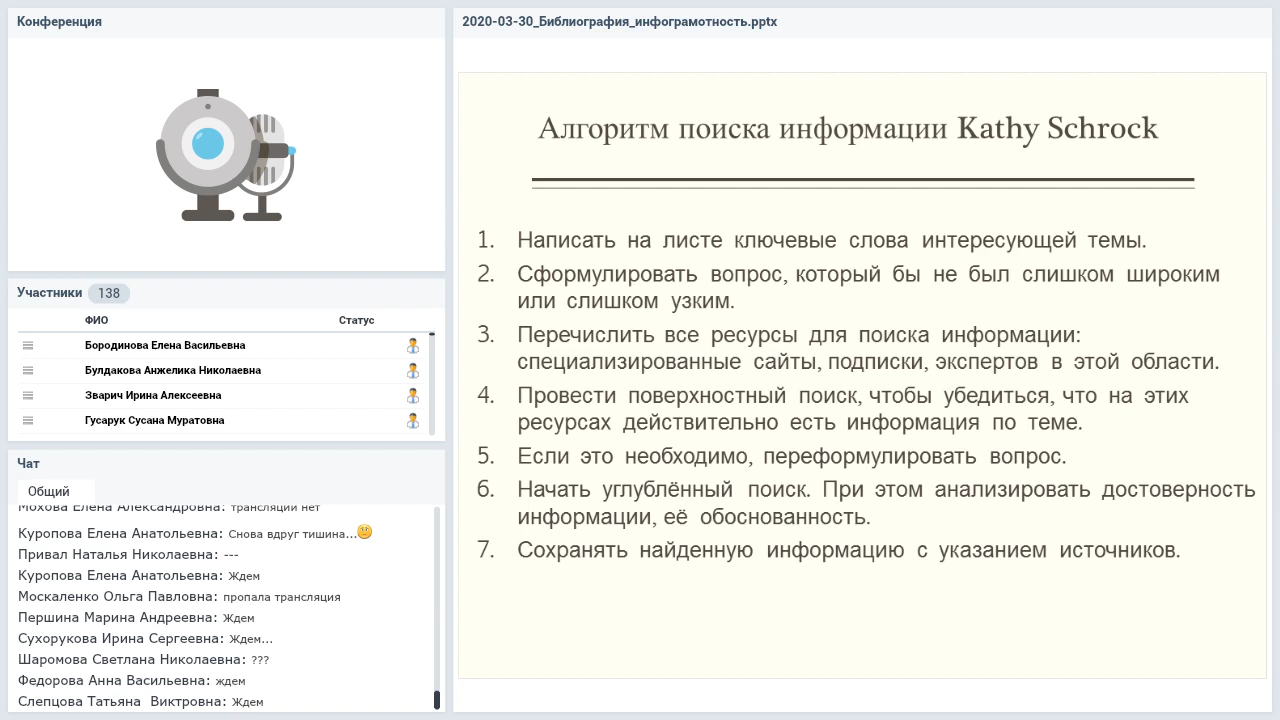 Конференция
Участники 138
ФИО Статус
Бородинова Елена Васильевна
Булдакова Анжелика Николаевна
Зварич Ирина Алексеевна
Гусарук Сусана Муратовна
Чат
Общий
Мохова Елена Александровна: трансляции нет
Куропова Елена Анатольевна: Снова вдруг тишина...
Привал Наталья Николаевна: ---
Куропова Елена Анатольевна: Ждем
Москаленко Ольга Павловна: пропала трансляция
Першина Марина Андреевна: Ждем
Сухорукова Ирина Сергеевна: Ждем...
Шаромова Светлана Николаевна: ???
Федорова Анна Васильевна: ждем
Слепцова Татьяна Виктровна: Ждем
2020-03-30_Библиография_инфограмотность.pptx
Алгоритм поиска информации Kathy Schrock
1. Написать на листе ключевые слова интересующей темы.
2. Сформулировать вопрос, который бы не был слишком широким
или слишком узким.
3. Перечислить все ресурсы для поиска информации:
специализированные сайты, подписки, экспертов в этой области.
4. Провести поверхностный поиск, чтобы убедиться, что на этих
ресурсах действительно есть информация по теме.
5. Если это необходимо, переформулировать вопрос.
6. Начать углублённый поиск. При этом анализировать достоверность
информации, её обоснованность.
7. Сохранять найденную информацию с указанием источников.